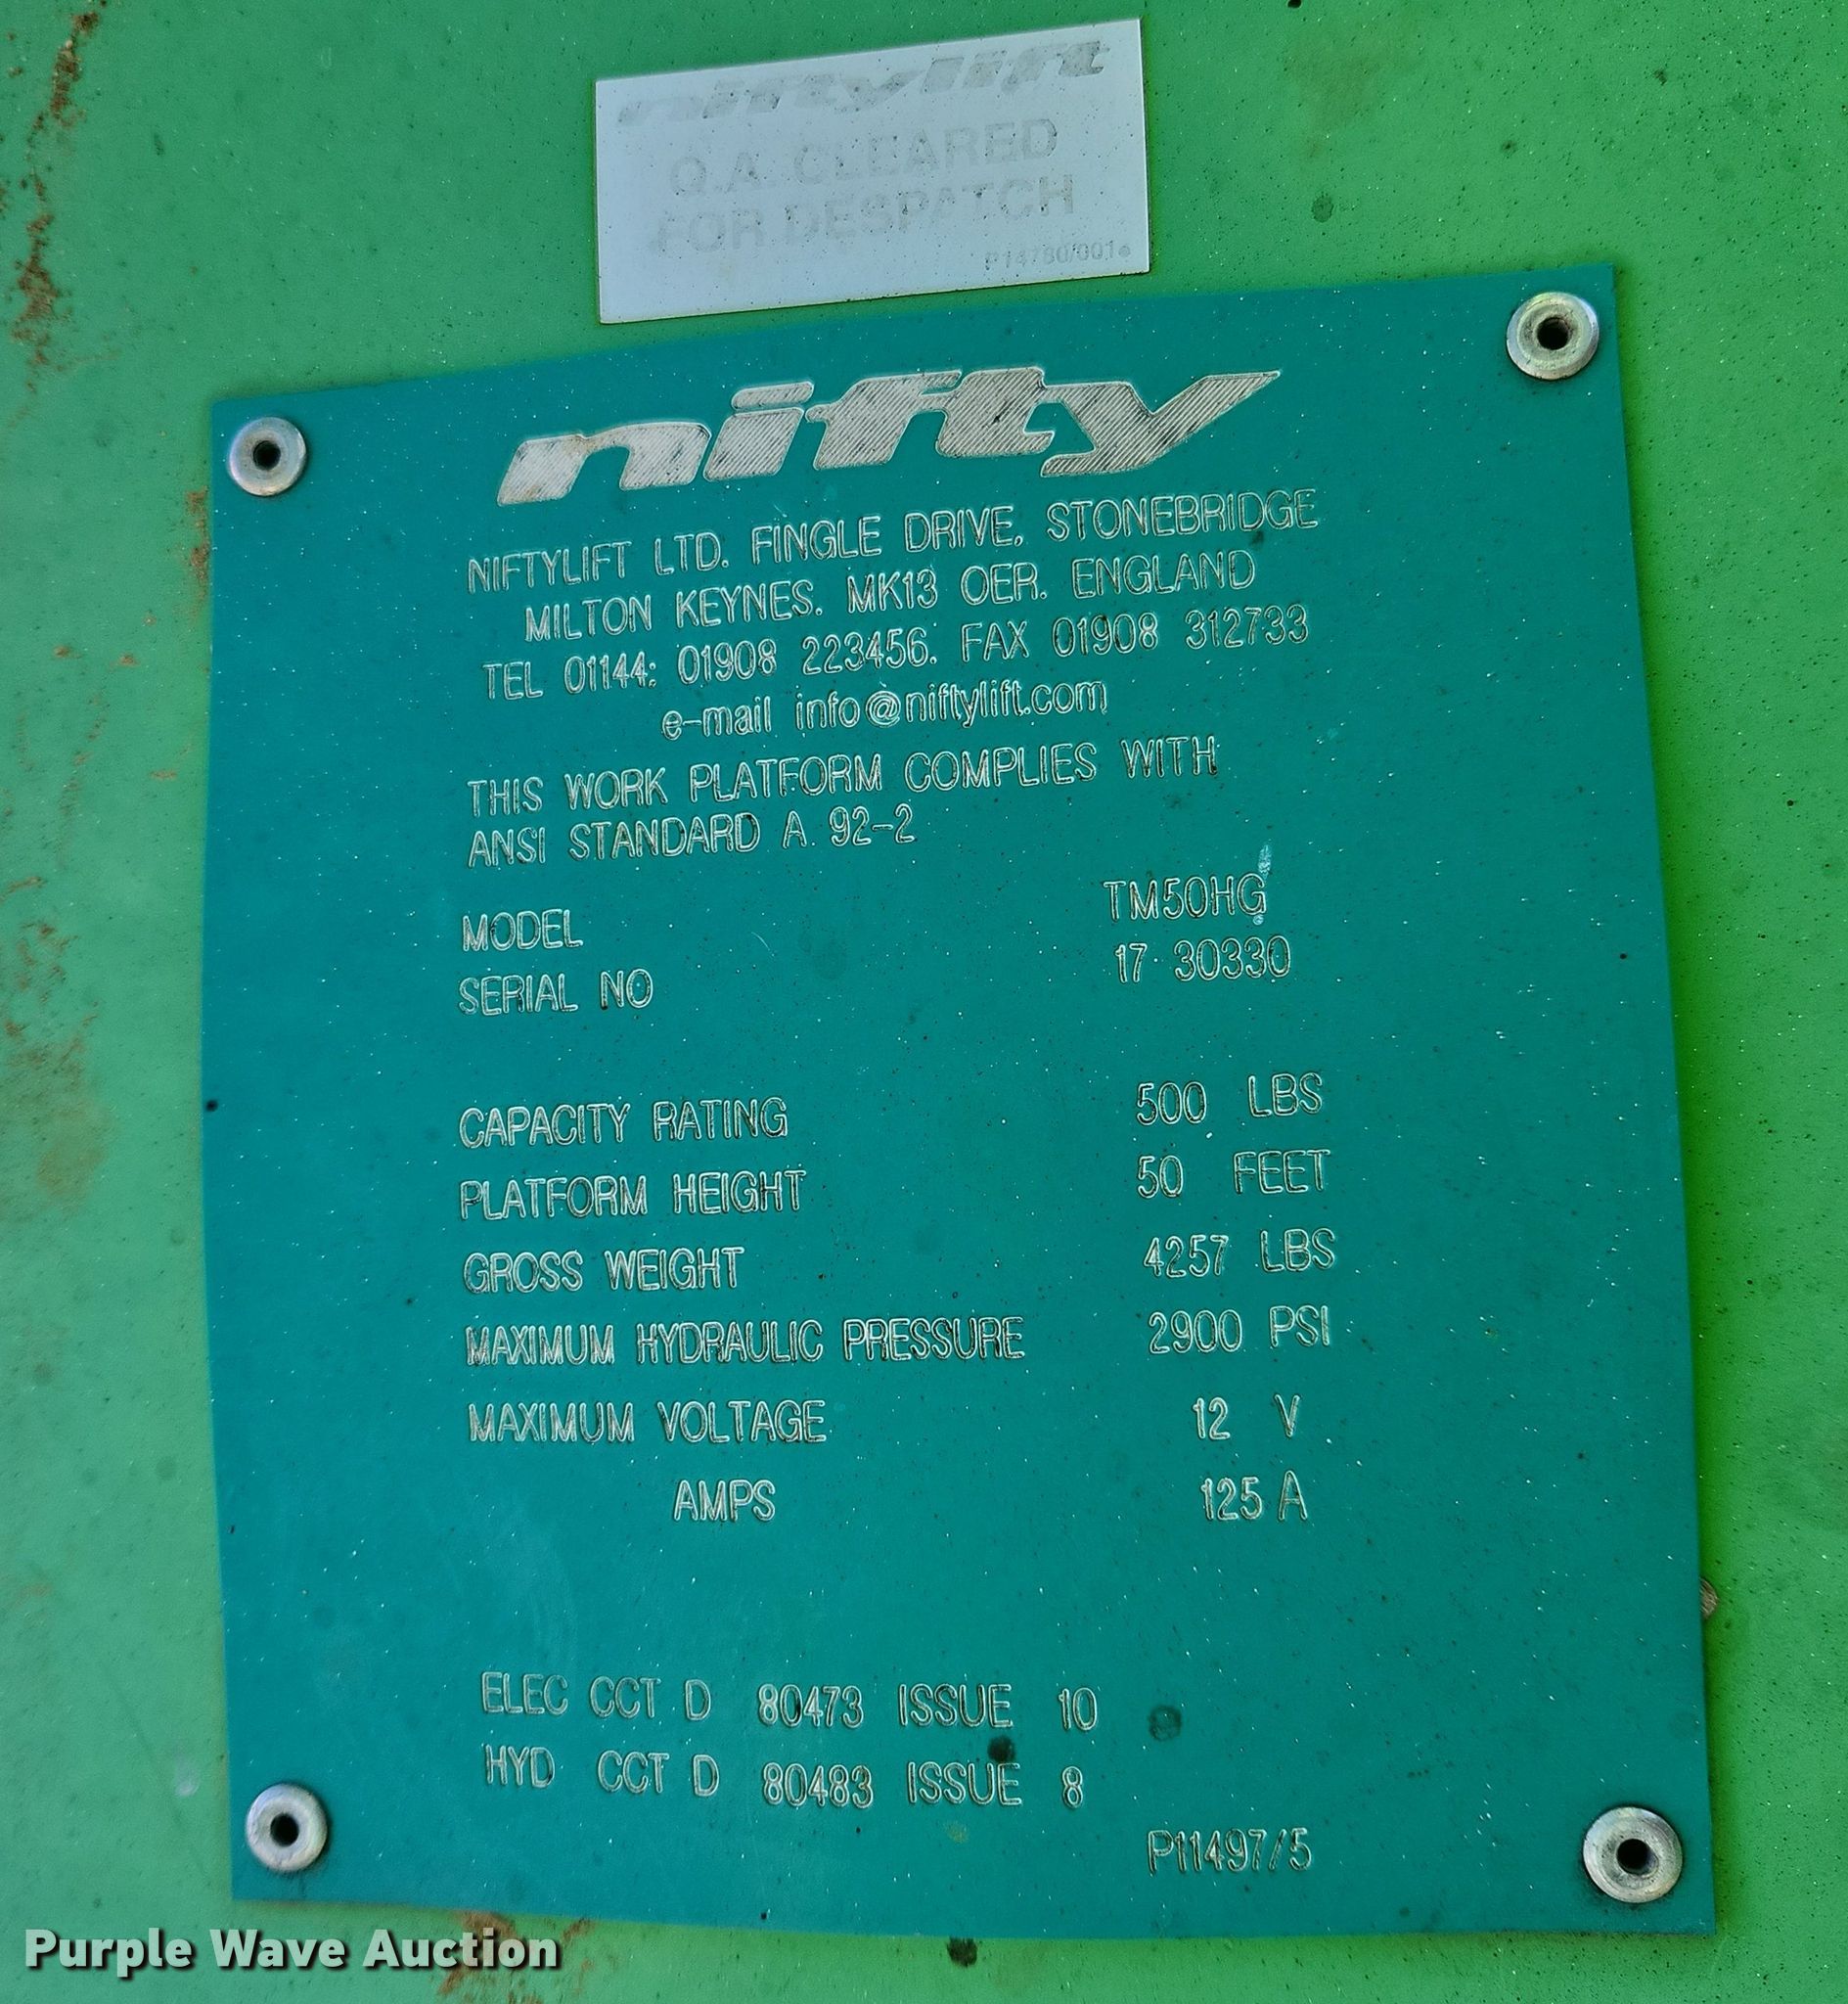 niftylift
Q.A. CLEARED
FOR DESPATCH
P14780/001
nifty
NIFTYLIFT LTD. FINGLE DRIVE. STONEBRIDGE
MILTON KEYNES. MK13 OER. ENGLAND
TEL 01144: 01908 223456. FAX 01908 312733
e-mail info@niftylift.com
THIS WORK PLATFORM COMPLIES WITH
ANSI STANDARD A 92-2
MODEL TM50HG
SERIAL NO 17 30330
CAPACITY RATING 500 LBS
PLATFORM HEIGHT 50 FEET
GROSS WEIGHT 4257 LBS
MAXIMUM HYDRAULIC PRESSURE 2900 PSI
MAXIMUM VOLTAGE 12 V
AMPS 125 A
ELEC CCT D 80473 ISSUE 10
HYD CCT D 80483 ISSUE 8
P11497/5
Purple Wave Auction